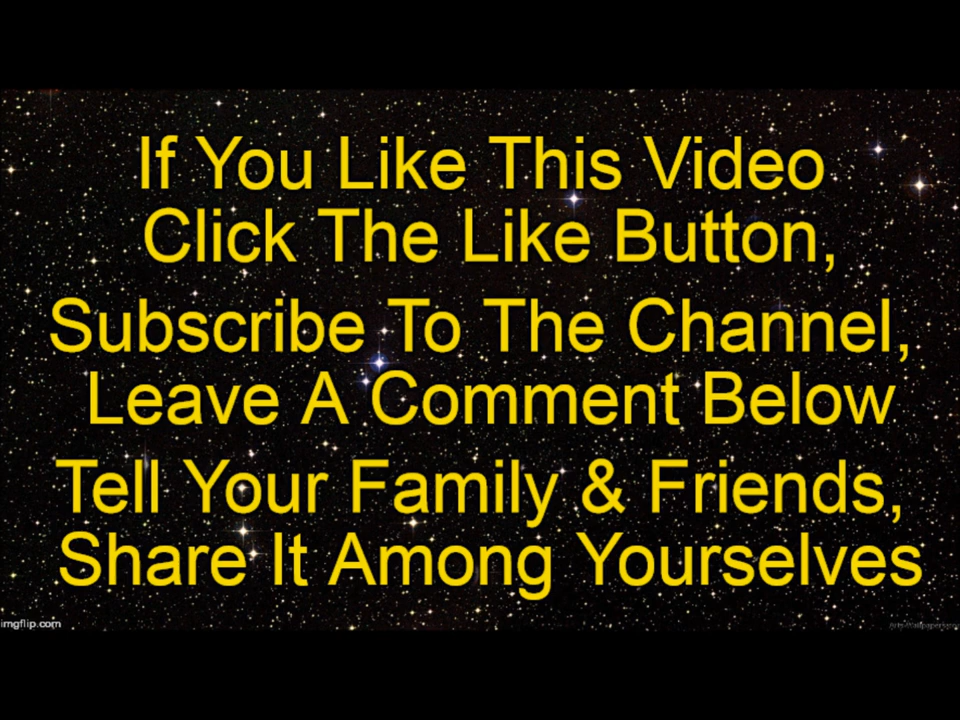 If You Like This Video
Click The Like Button,
Subscribe To The Channel,
Leave A Comment Below
Tell Your Family & Friends,
Share It Among Yourselves
imgflip.com